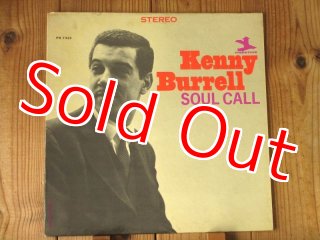 STEREO
Kenny
Burrell
SOUL CALL
Sold Out